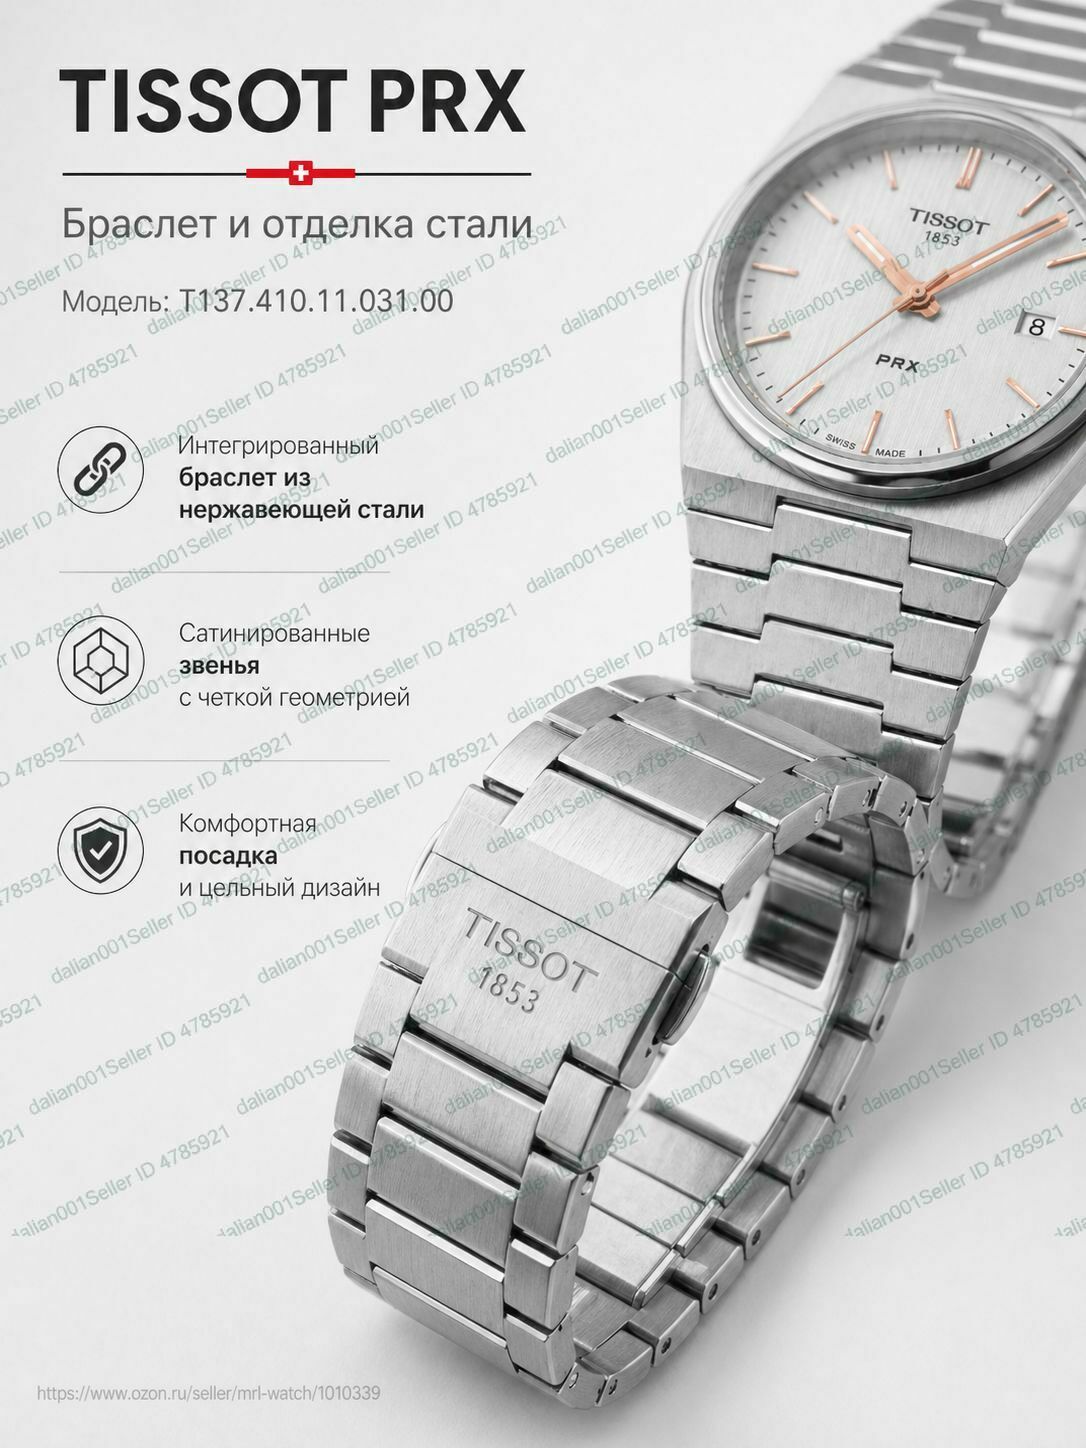 TISSOT PRX
Браслет и отделка стали
Модель: T137.410.11.031.00
Интегрированный
браслет из
нержавеющей стали
Сатинированные
звенья
с четкой геометрией
Комфортная
посадка
и цельный дизайн
TISSOT
1853
8
PRX
SWISS MADE
TISSOT
1853
dalian001Seller ID 4785921
https://www.ozon.ru/seller/mrl-watch/1010339